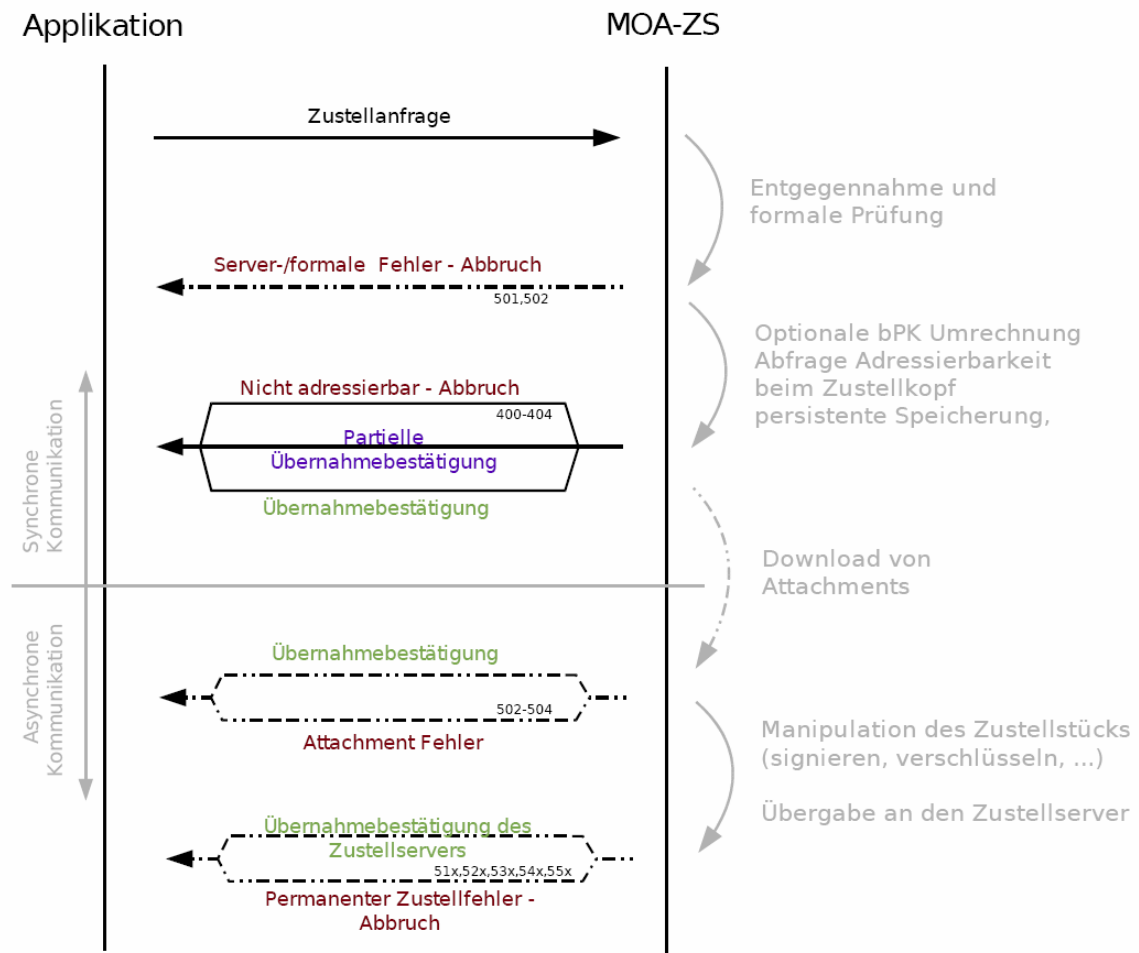 Applikation
MOA-ZS
Zustellanfrage
Entgegennahme und
formale Prüfung
Server-/formale Fehler - Abbruch
501,502
Optionale bPK Umrechnung
Abfrage Adressierbarkeit
beim Zustellkopf
persistente Speicherung,
Nicht adressierbar - Abbruch
400-404
Partielle
Übernahmebestätigung
Übernahmebestätigung
Synchrone
Kommunikation
Download von
Attachments
Asynchrone
Kommunikation
Übernahmebestätigung
502-504
Attachment Fehler
Manipulation des Zustellstücks
(signieren, verschlüsseln, ...)
Übergabe an den Zustellserver
Übernahmebestätigung des
Zustellservers
51x,52x,53x,54x,55x
Permanenter Zustellfehler -
Abbruch